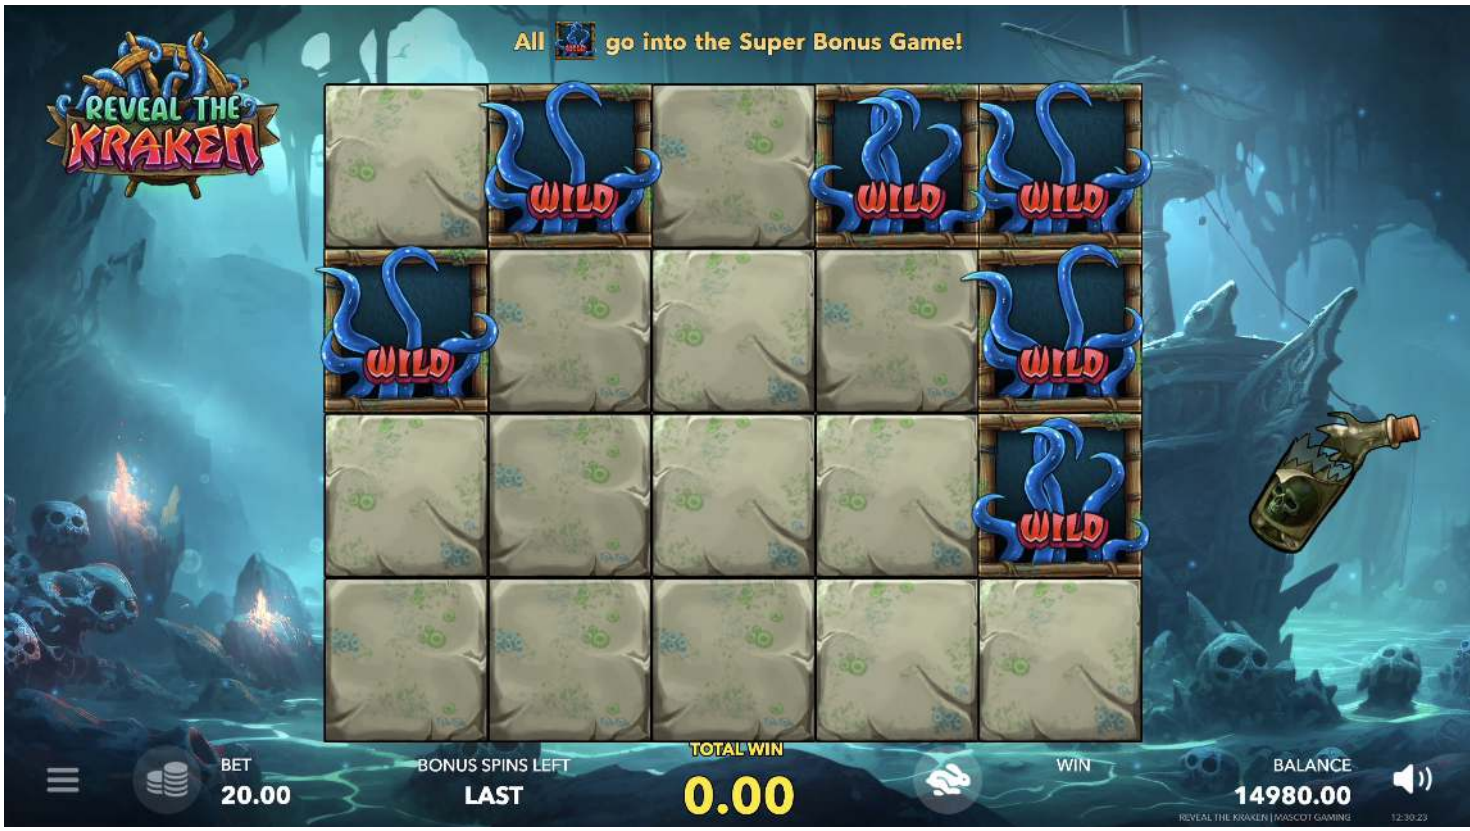 All WILD go into the Super Bonus Game!
REVEAL THE
KRAKEN
WILD
WILD
WILD
WILD
WILD
WILD
TOTAL WIN
0.00
BET
20.00
BONUS SPINS LEFT
LAST
WIN
BALANCE
14980.00
REVEAL THE KRAKEN | MASCOT GAMING
12:30:23